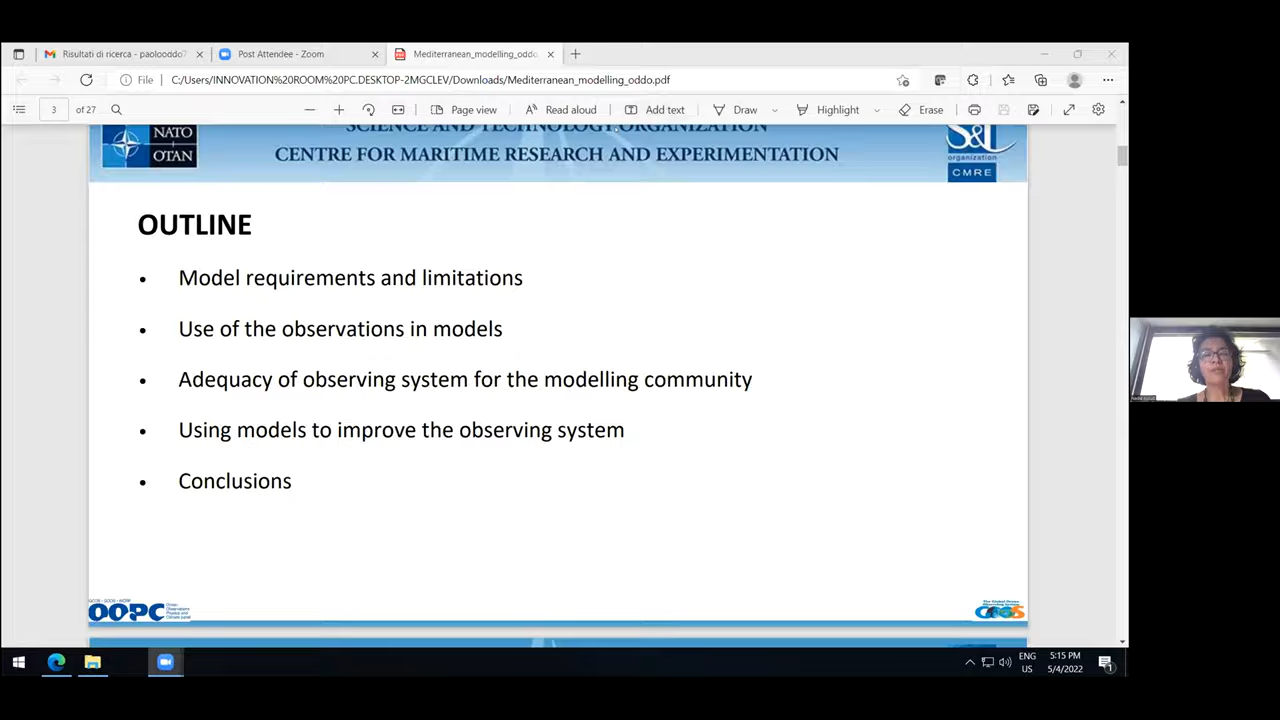 Risultati di ricerca - paolooddo?
Post Attendee - Zoom
Mediterranean_modelling_oddo
File
C:/Users/INNOVATION%20ROOM%20PC.DESKTOP-2MGCLEV/Downloads/Mediterranean_modelling_oddo.pdf
3 of 27
Page view
Read aloud
Add text
Draw
Highlight
Erase
NATO
OTAN
SCIENCE AND TECHNOLOGY ORGANIZATION
CENTRE FOR MARITIME RESEARCH AND EXPERIMENTATION
S&T
organization
CMRE
OUTLINE
• Model requirements and limitations
• Use of the observations in models
• Adequacy of observing system for the modelling community
• Using models to improve the observing system
• Conclusions
OOPC
ENG
US
5:15 PM
5/4/2022
1